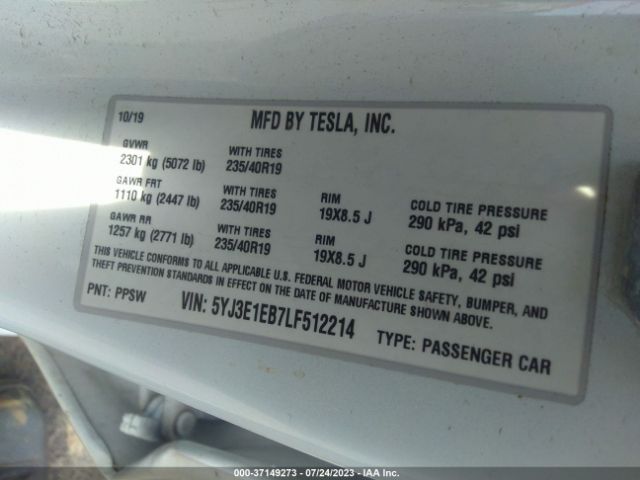 10/19 MFD BY TESLA, INC.
GVWR WITH TIRES
2301 kg (5072 lb) 235/40R19
GAWR FRT WITH TIRES RIM COLD TIRE PRESSURE
1110 kg (2447 lb) 235/40R19 19X8.5 J 290 kPa, 42 psi
GAWR RR WITH TIRES RIM COLD TIRE PRESSURE
1257 kg (2771 lb) 235/40R19 19X8.5 J 290 kPa, 42 psi
THIS VEHICLE CONFORMS TO ALL APPLICABLE U.S. FEDERAL MOTOR VEHICLE SAFETY, BUMPER, AND
THEFT PREVENTION STANDARDS IN EFFECT ON THE DATE OF MANUFACTURE SHOWN ABOVE.
PNT: PPSW VIN: 5YJ3E1EB7LF512214 TYPE: PASSENGER CAR
000-37149273 - 07/24/2023 - IAA Inc.